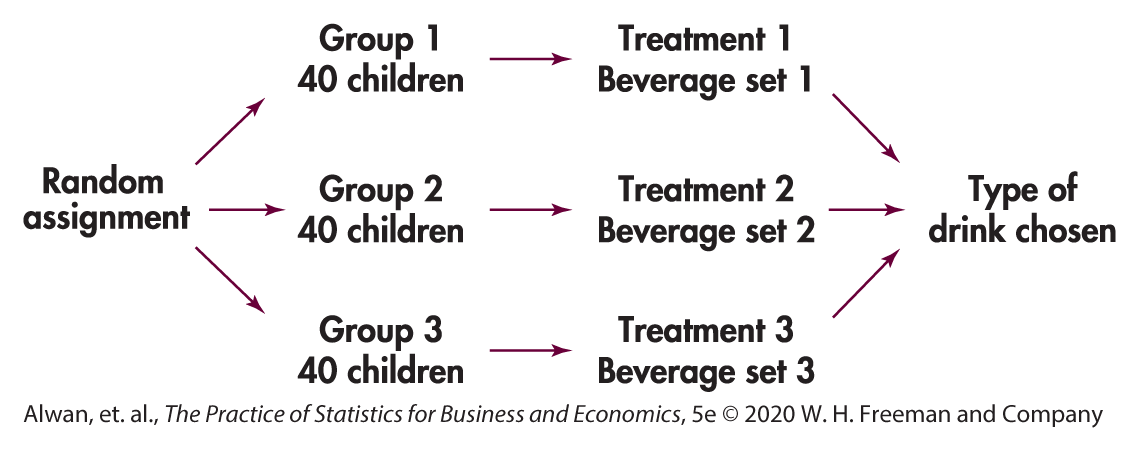 Group 1
40 children
Treatment 1
Beverage set 1
Random
assignment
Group 2
40 children
Treatment 2
Beverage set 2
Type of
drink chosen
Group 3
40 children
Treatment 3
Beverage set 3
Alwan, et. al., The Practice of Statistics for Business and Economics, 5e © 2020 W. H. Freeman and Company